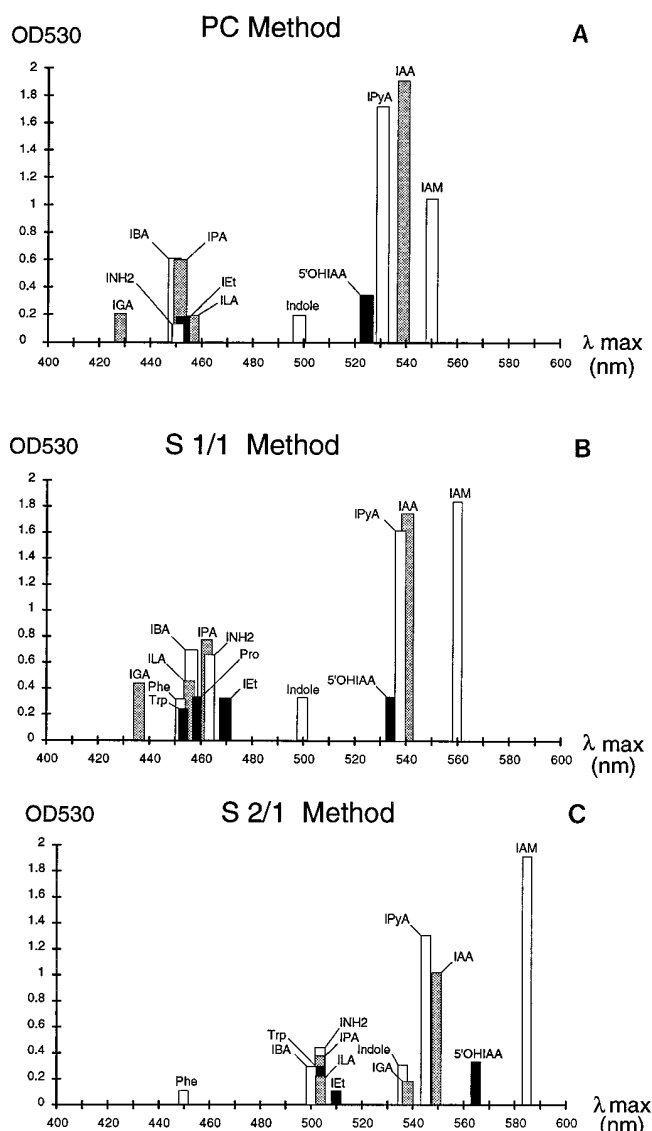 PC Method
A
OD530
2
1.8
1.6
1.4
1.2
1
0.8
0.6
0.4
0.2
0
IAA
IPyA
IAM
IBA
IPA
INH2
IEt
ILA
IGA
5'OHIAA
Indole
400 420 440 460 480 500 520 540 560 580 600
λ max
(nm)
S 1/1 Method
B
OD530
2
1.8
1.6
1.4
1.2
1
0.8
0.6
0.4
0.2
0
IAM
IAA
IPyA
IBA
IPA
INH2
ILA
Pro
IGA
Phe
Trp
IEt
Indole
5'OHIAA
400 420 440 460 480 500 520 540 560 580 600
λ max
(nm)
S 2/1 Method
C
OD530
2
1.8
1.6
1.4
1.2
1
0.8
0.6
0.4
0.2
0
IAM
IPyA
IAA
INH2
Trp
IPA
IBA
ILA
Indole
IGA
5'OHIAA
Phe
IEt
400 420 440 460 480 500 520 540 560 580 600
λ max
(nm)